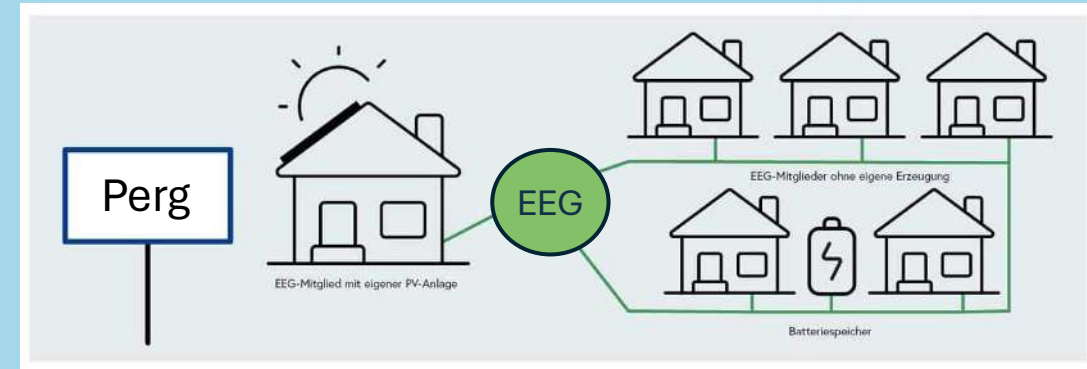 Perg
EEG-Mitglied mit eigener PV-Anlage
EEG
EEG-Mitglieder ohne eigene Erzeugung
Batteriespeicher